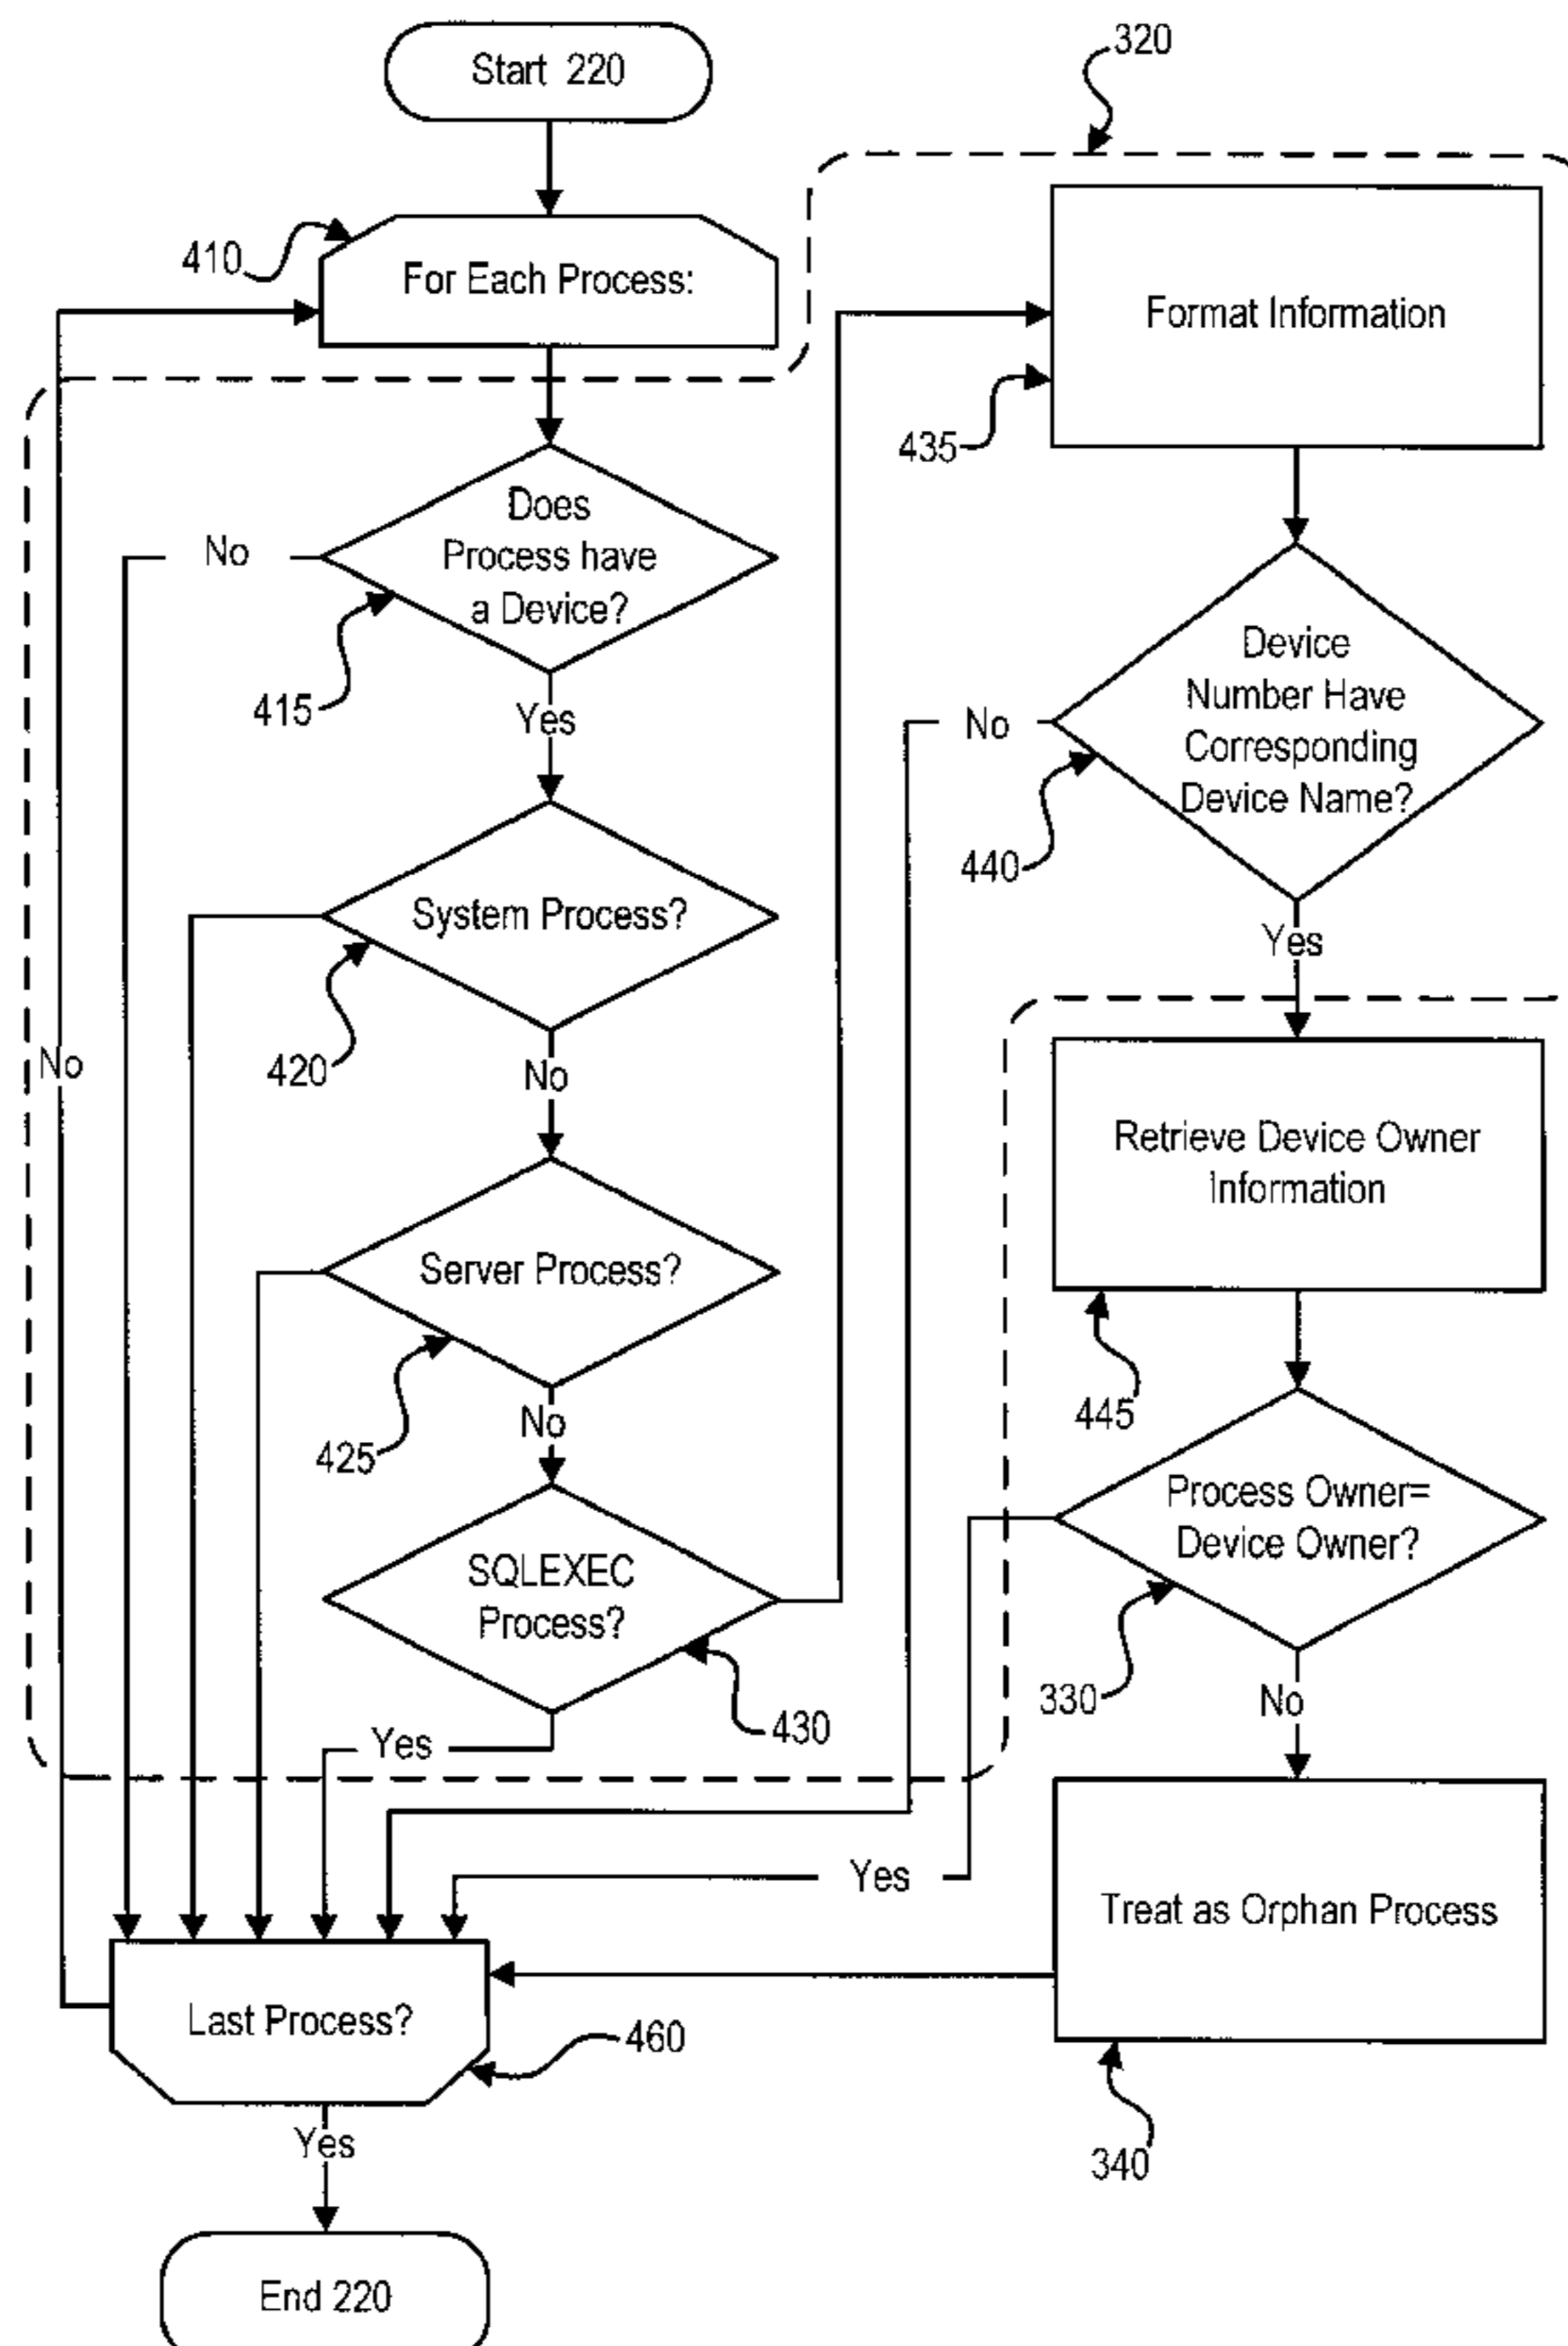 Start 220
320
410
For Each Process:
Format Information
435
Does
Process have
a Device?
No
415
Yes
Device
Number Have
Corresponding
Device Name?
No
440
Yes
System Process?
420
No
No
Retrieve Device Owner
Information
445
Server Process?
425
No
Process Owner=
Device Owner?
330
No
SQLEXEC
Process?
430
Yes
Yes
Treat as Orphan Process
340
Last Process?
460
Yes
End 220